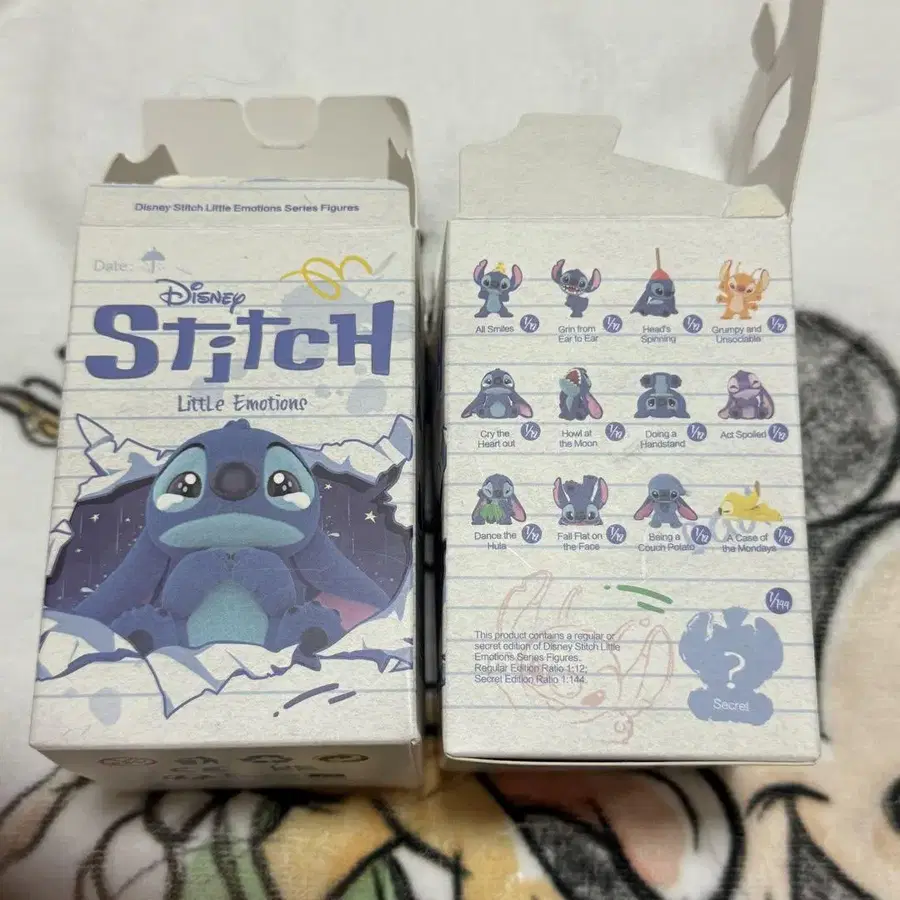 Disney Stitch Little Emotions Series Figures
Date:
Disney
Stitch
Little Emotions
All Smiles 1/12
Grin from Ear to Ear 1/12
Head's Spinning 1/12
Grumpy and Unsociable 1/12
Cry the Heart out 1/12
Howl at the Moon 1/12
Doing a Handstand 1/12
Act Spoiled 1/12
Dance the Hula 1/12
Fall Flat on the Face 1/12
Being a Couch Potato 1/12
A Case of the Mondays 1/12
1/144
This product contains a regular or
secret edition of Disney Stitch Little
Emotions Series Figures.
Regular Edition Ratio 1:12;
Secret Edition Ratio 1:144.
?
Secret